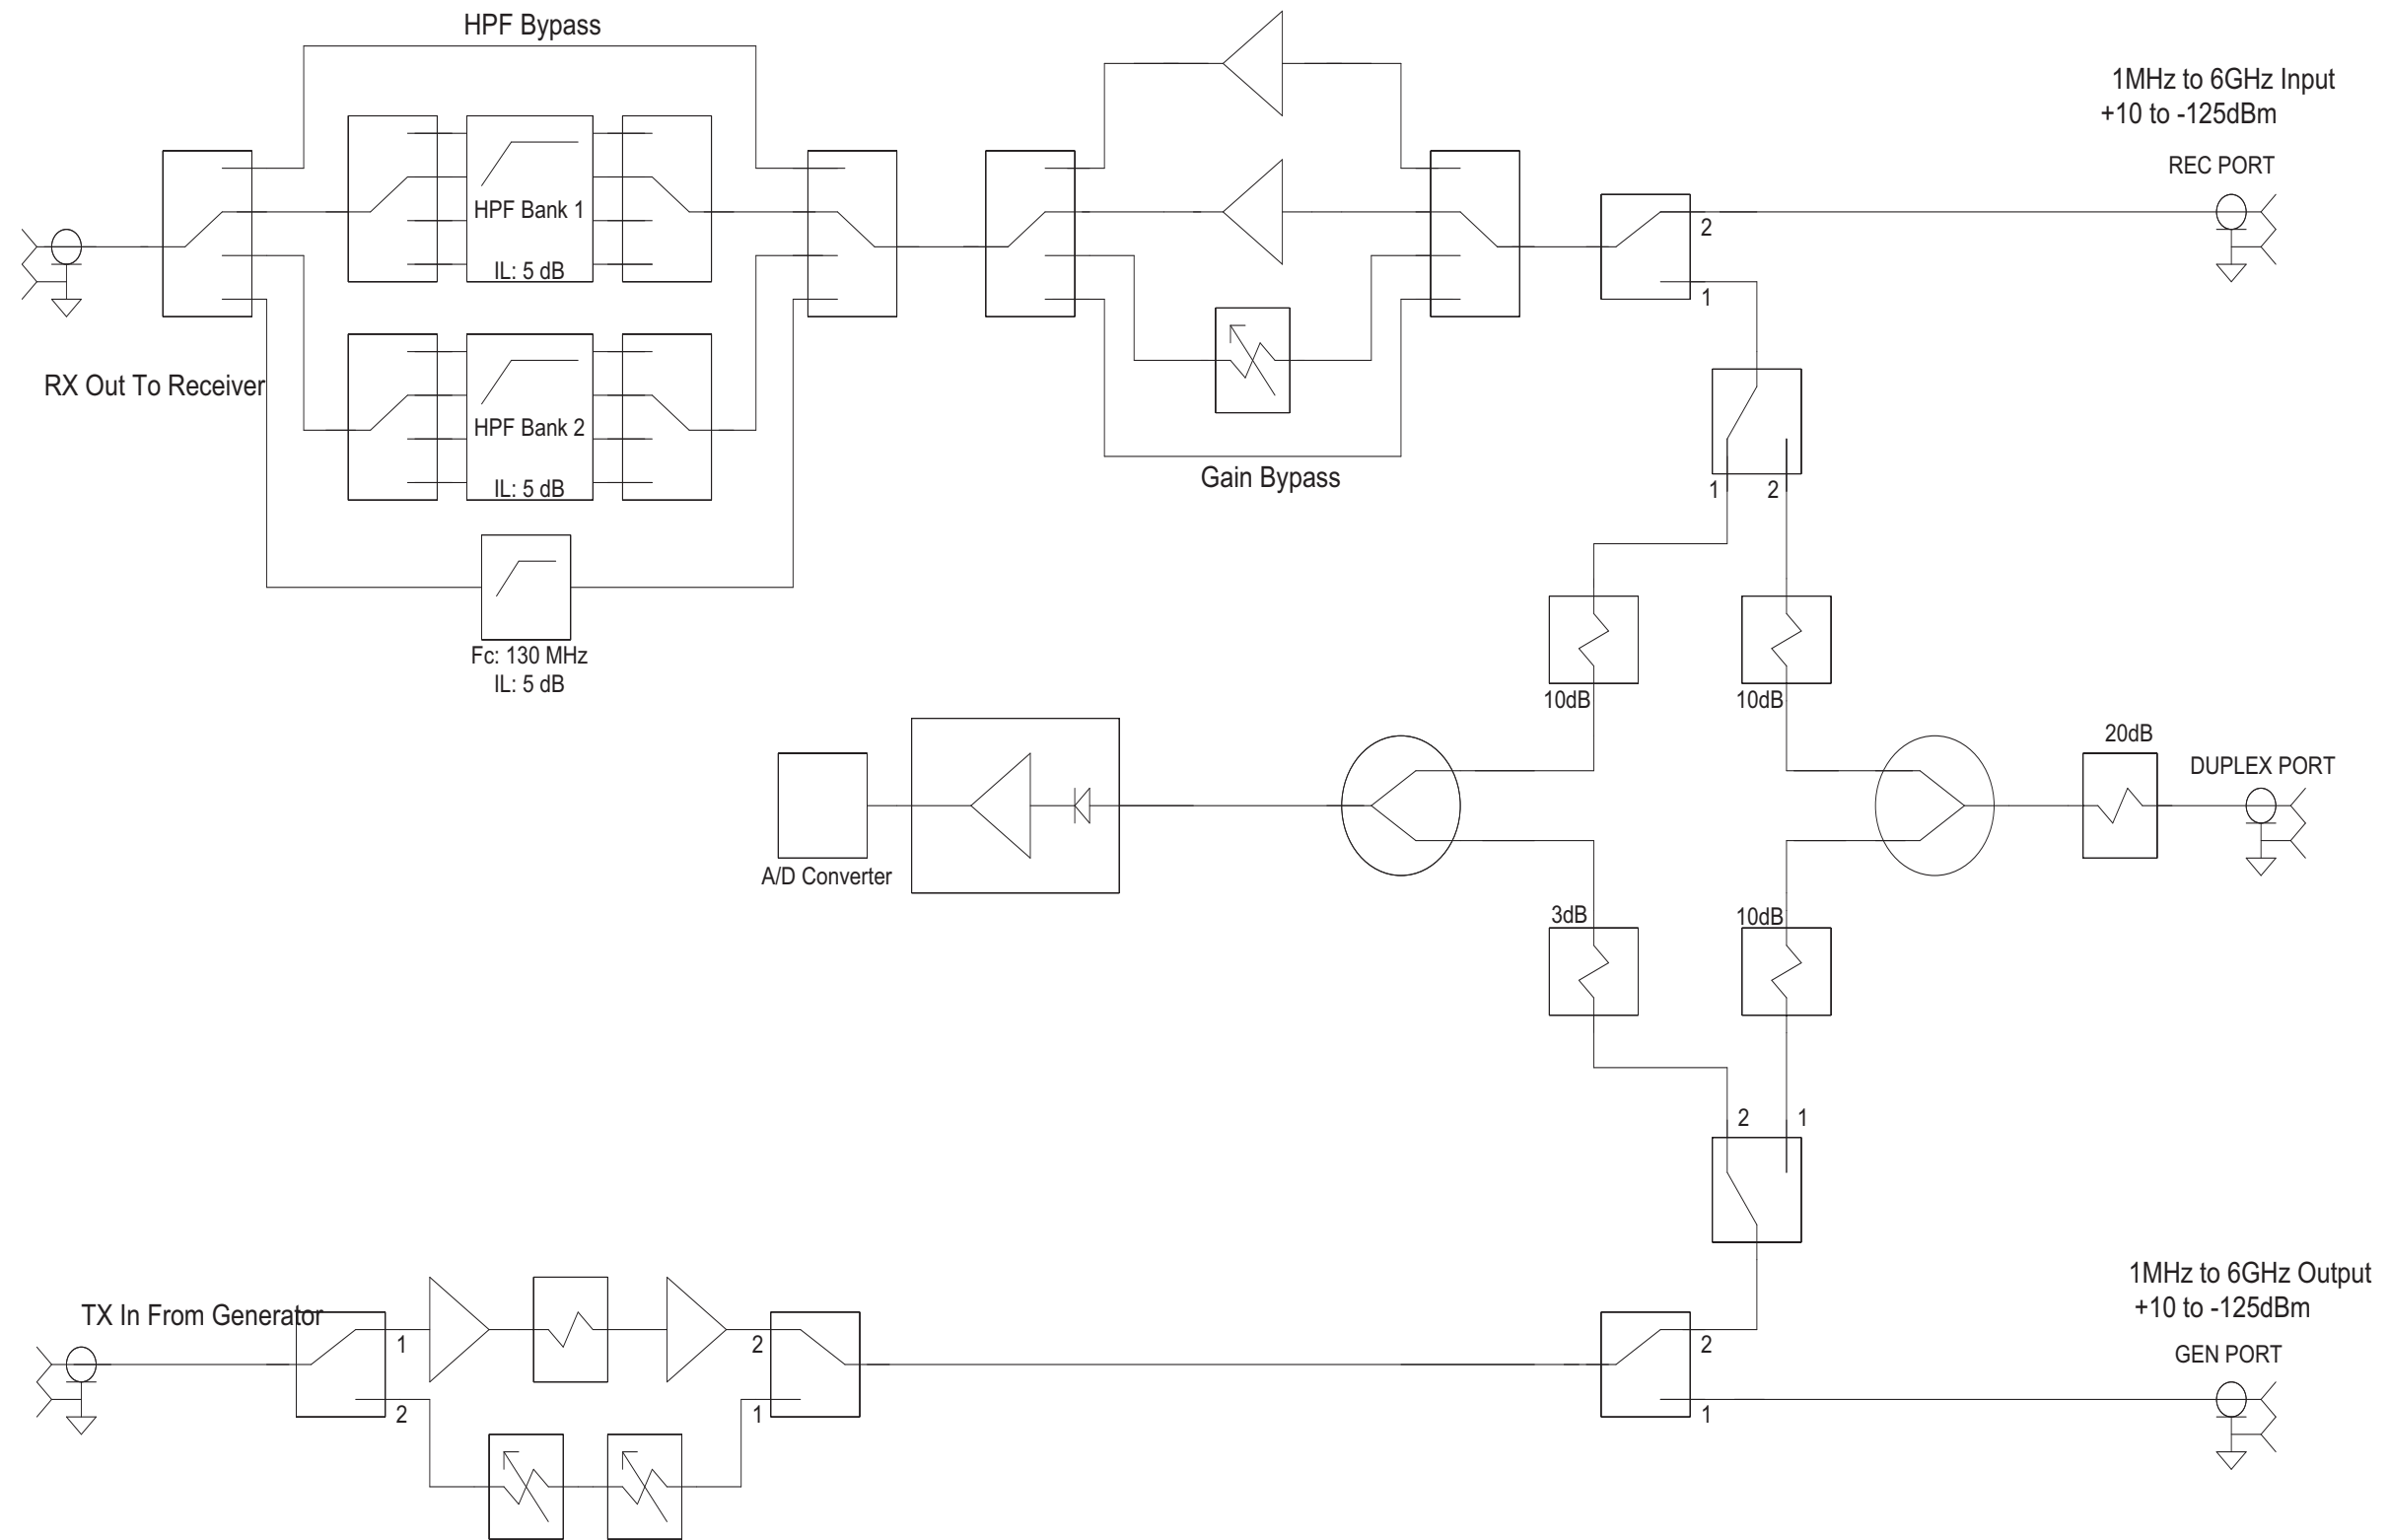 HPF Bypass
1MHz to 6GHz Input
+10 to -125dBm
REC PORT
HPF Bank 1
IL: 5 dB
2
1
RX Out To Receiver
HPF Bank 2
IL: 5 dB
Gain Bypass
1
2
Fc: 130 MHz
IL: 5 dB
10dB
10dB
20dB
DUPLEX PORT
A/D Converter
3dB
10dB
2
1
1MHz to 6GHz Output
+10 to -125dBm
GEN PORT
TX In From Generator
1
2
2
1
2
1